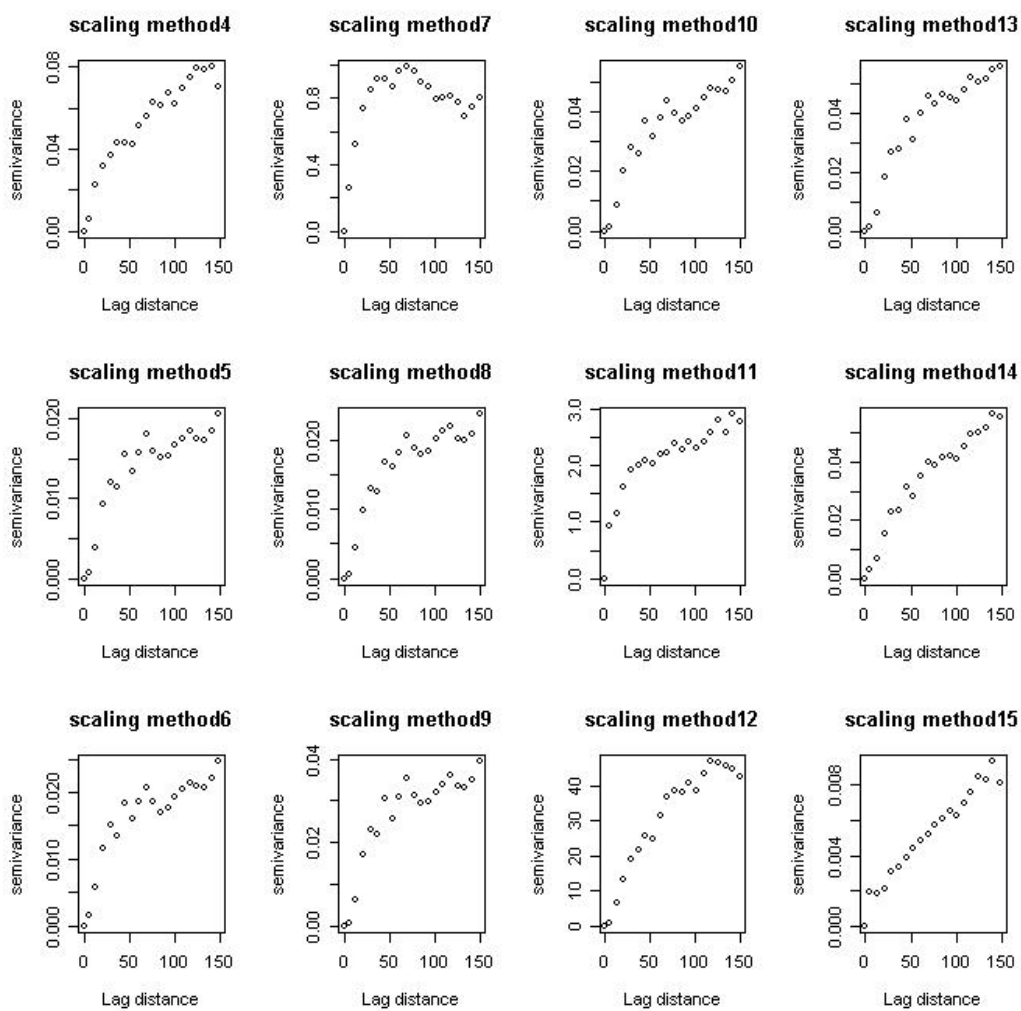 scaling method4
semivariance
0.00 0.04 0.08
0 50 100 150
Lag distance
scaling method7
semivariance
0.0 0.4 0.8
0 50 100 150
Lag distance
scaling method10
semivariance
0.00 0.02 0.04
0 50 100 150
Lag distance
scaling method13
semivariance
0.00 0.02 0.04
0 50 100 150
Lag distance
scaling method5
semivariance
0.000 0.010 0.020
0 50 100 150
Lag distance
scaling method8
semivariance
0.000 0.010 0.020
0 50 100 150
Lag distance
scaling method11
semivariance
0.0 1.0 2.0 3.0
0 50 100 150
Lag distance
scaling method14
semivariance
0.00 0.02 0.04
0 50 100 150
Lag distance
scaling method6
semivariance
0.000 0.010 0.020
0 50 100 150
Lag distance
scaling method9
semivariance
0.00 0.02 0.04
0 50 100 150
Lag distance
scaling method12
semivariance
0 10 20 30 40
0 50 100 150
Lag distance
scaling method15
semivariance
0.000 0.004 0.008
0 50 100 150
Lag distance